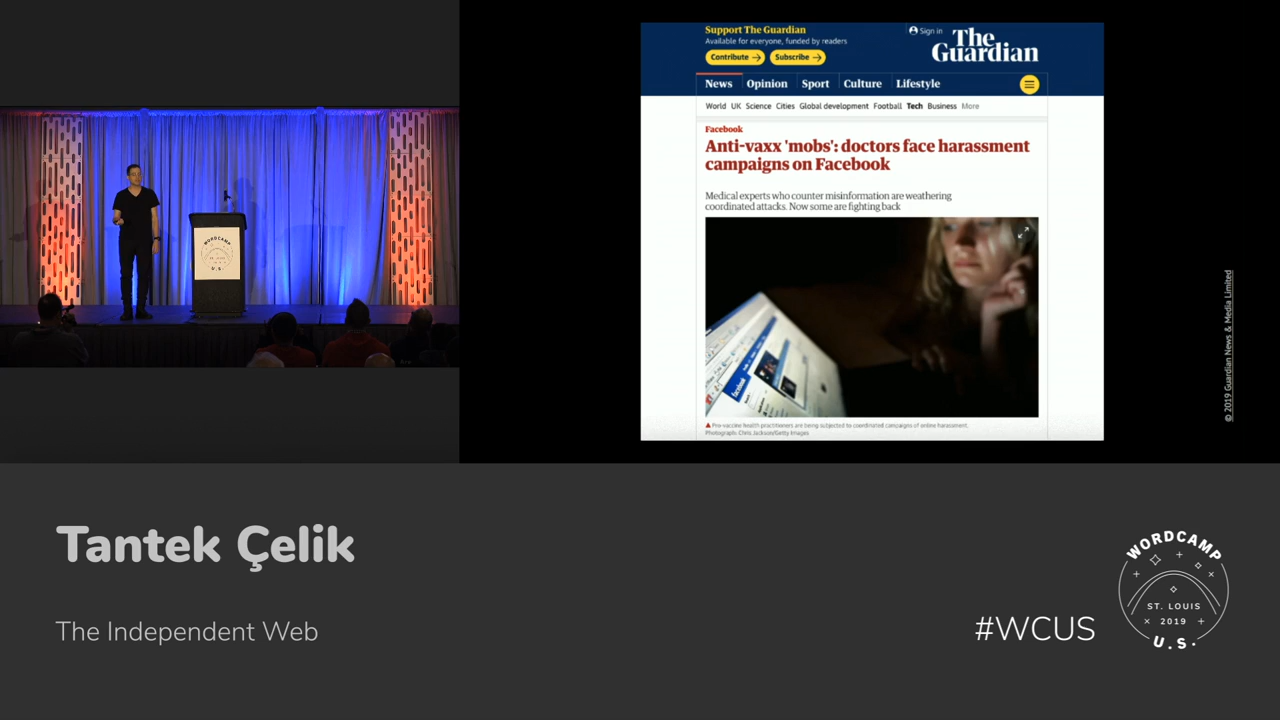 Support The Guardian
Available for everyone, funded by readers
Contribute →
Subscribe →
Sign in
The
Guardian
News
Opinion
Sport
Culture
Lifestyle
World UK Science Cities Global development Football Tech Business More
Facebook
Anti-vaxx 'mobs': doctors face harassment
campaigns on Facebook
Medical experts who counter misinformation are weathering
coordinated attacks. Now some are fighting back
facebook
Pro-vaccine health practitioners are being subjected to coordinated campaigns of online harassment.
Photograph: Chris Jackson/Getty Images
© 2019 Guardian News & Media Limited
WORDCAMP
U.S.
Tantek Çelik
The Independent Web
#WCUS
WORDCAMP
ST. LOUIS
2019
U.S.